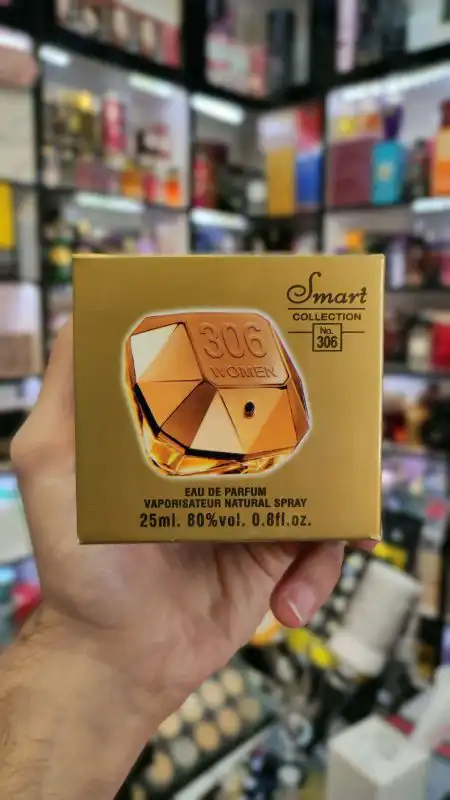 Smart
COLLECTION
No.
306
306
WOMEN
EAU DE PARFUM
VAPORISATEUR NATURAL SPRAY
25ml. 80%vol. 0.8fl.oz.